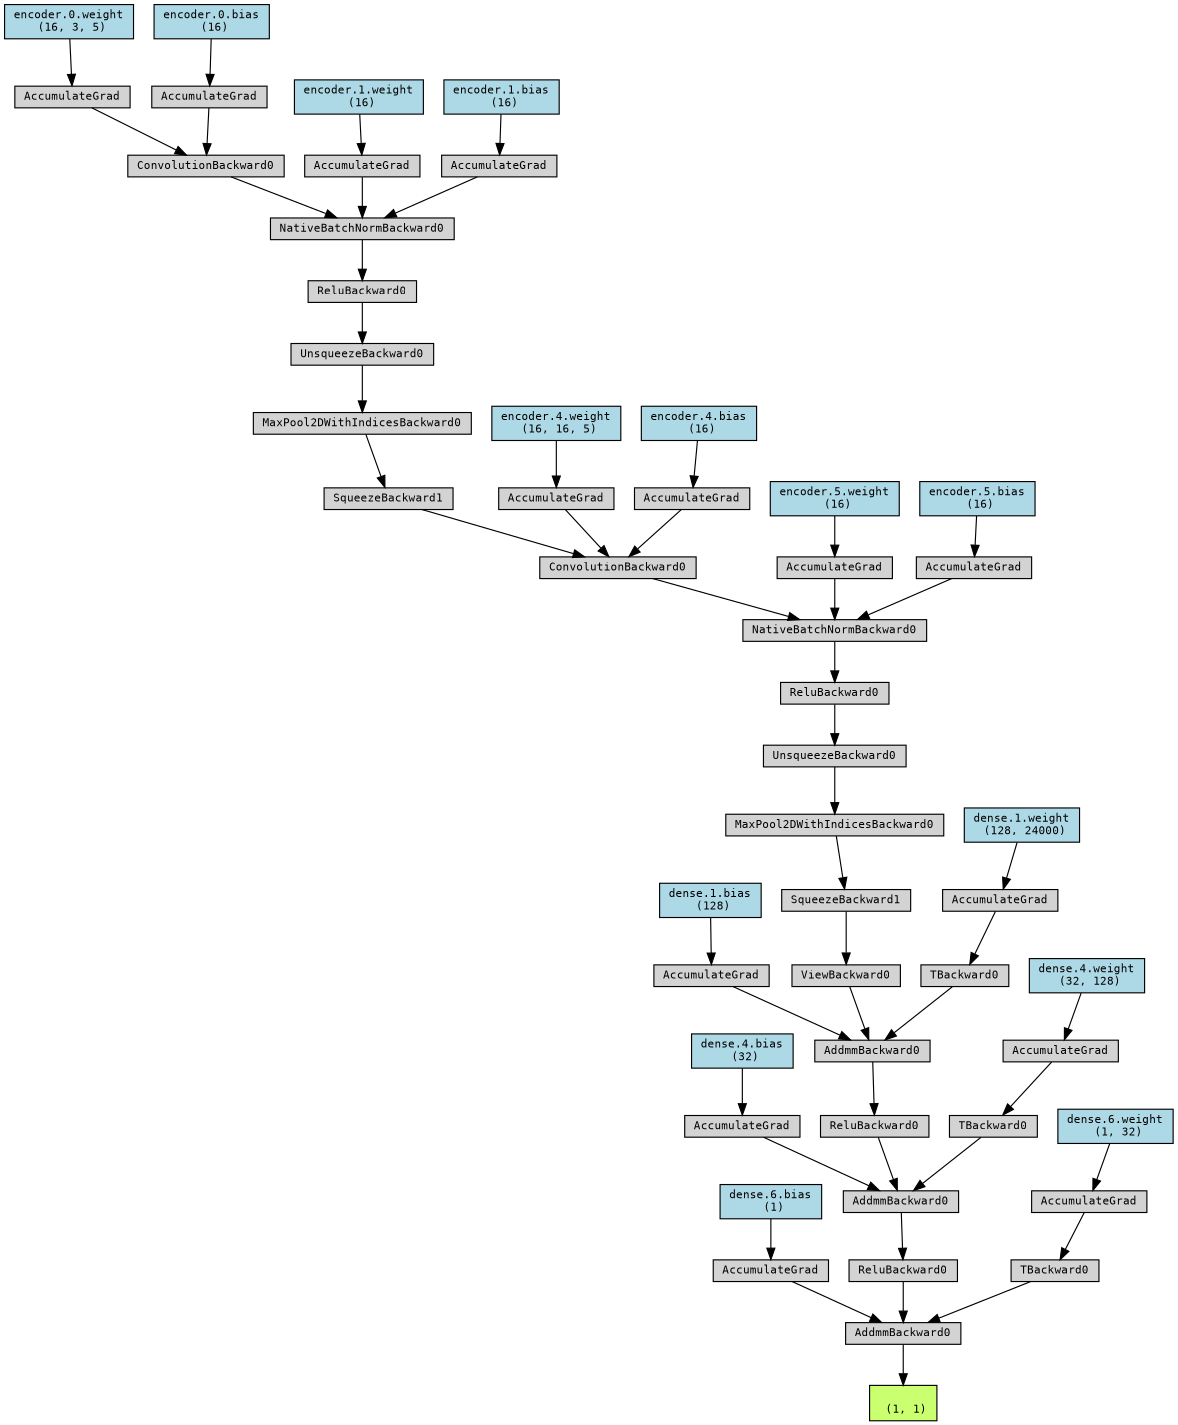 encoder.0.weight
(16, 3, 5)
encoder.0.bias
(16)
AccumulateGrad
AccumulateGrad
encoder.1.weight
(16)
encoder.1.bias
(16)
ConvolutionBackward0
AccumulateGrad
AccumulateGrad
NativeBatchNormBackward0
ReluBackward0
UnsqueezeBackward0
MaxPool2DWithIndicesBackward0
encoder.4.weight
(16, 16, 5)
encoder.4.bias
(16)
SqueezeBackward1
AccumulateGrad
AccumulateGrad
encoder.5.weight
(16)
encoder.5.bias
(16)
ConvolutionBackward0
AccumulateGrad
AccumulateGrad
NativeBatchNormBackward0
ReluBackward0
UnsqueezeBackward0
MaxPool2DWithIndicesBackward0
dense.1.weight
(128, 24000)
dense.1.bias
(128)
SqueezeBackward1
AccumulateGrad
AccumulateGrad
ViewBackward0
TBackward0
dense.4.weight
(32, 128)
dense.4.bias
(32)
AddmmBackward0
AccumulateGrad
AccumulateGrad
ReluBackward0
TBackward0
dense.6.weight
(1, 32)
dense.6.bias
(1)
AddmmBackward0
AccumulateGrad
AccumulateGrad
ReluBackward0
TBackward0
AddmmBackward0
(1, 1)